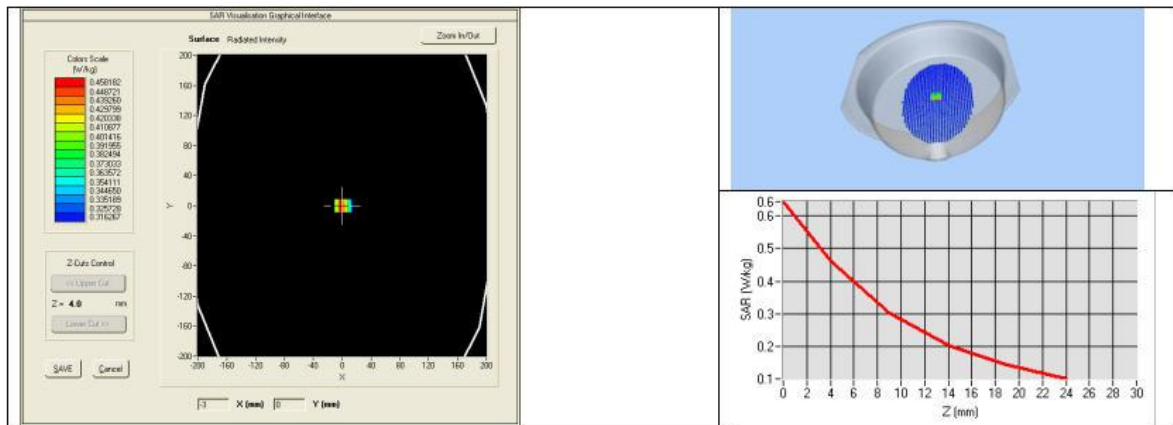 SAR Visualisation Graphical Interface
Surface Radiated Intensity
Zoom In/Out
Colors Scale
(W/kg)
0.458182
0.448721
0.439260
0.429799
0.420338
0.410877
0.401416
0.391955
0.382494
0.373033
0.363572
0.354111
0.344650
0.335189
0.325728
0.316267
Z-Cuts Control
<< Upper Cut
Z = 4.0 mm
Lower Cut >>
SAVE Cancel
200
160
120
80
40
0
-40
-80
-120
-160
-200
Y
-200 -160 -120 -80 -40 0 40 80 120 160 200
X
-3 X (mm) 0 Y (mm)
0.6
0.6
0.5
0.4
0.3
0.2
0.1
SAR (W/kg)
0 2 4 6 8 10 12 14 16 18 20 22 24 26 28 30
Z (mm)